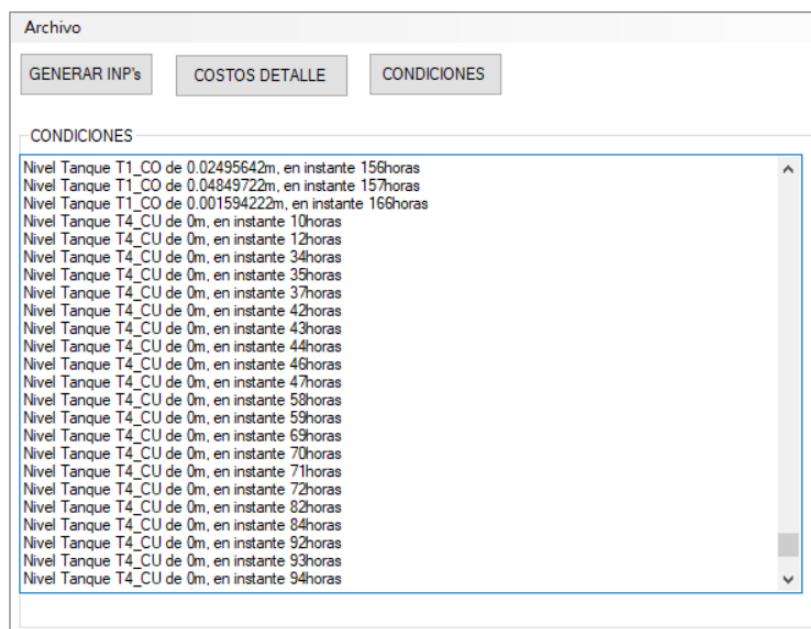 Archivo
GENERAR INP's COSTOS DETALLE CONDICIONES
CONDICIONES
Nivel Tanque T1_CO de 0.02495642m, en instante 156horas
Nivel Tanque T1_CO de 0.04849722m, en instante 157horas
Nivel Tanque T1_CO de 0.001594222m, en instante 166horas
Nivel Tanque T4_CU de 0m, en instante 10horas
Nivel Tanque T4_CU de 0m, en instante 12horas
Nivel Tanque T4_CU de 0m, en instante 34horas
Nivel Tanque T4_CU de 0m, en instante 35horas
Nivel Tanque T4_CU de 0m, en instante 37horas
Nivel Tanque T4_CU de 0m, en instante 42horas
Nivel Tanque T4_CU de 0m, en instante 43horas
Nivel Tanque T4_CU de 0m, en instante 44horas
Nivel Tanque T4_CU de 0m, en instante 46horas
Nivel Tanque T4_CU de 0m, en instante 47horas
Nivel Tanque T4_CU de 0m, en instante 58horas
Nivel Tanque T4_CU de 0m, en instante 59horas
Nivel Tanque T4_CU de 0m, en instante 69horas
Nivel Tanque T4_CU de 0m, en instante 70horas
Nivel Tanque T4_CU de 0m, en instante 71horas
Nivel Tanque T4_CU de 0m, en instante 72horas
Nivel Tanque T4_CU de 0m, en instante 82horas
Nivel Tanque T4_CU de 0m, en instante 84horas
Nivel Tanque T4_CU de 0m, en instante 92horas
Nivel Tanque T4_CU de 0m, en instante 93horas
Nivel Tanque T4_CU de 0m, en instante 94horas